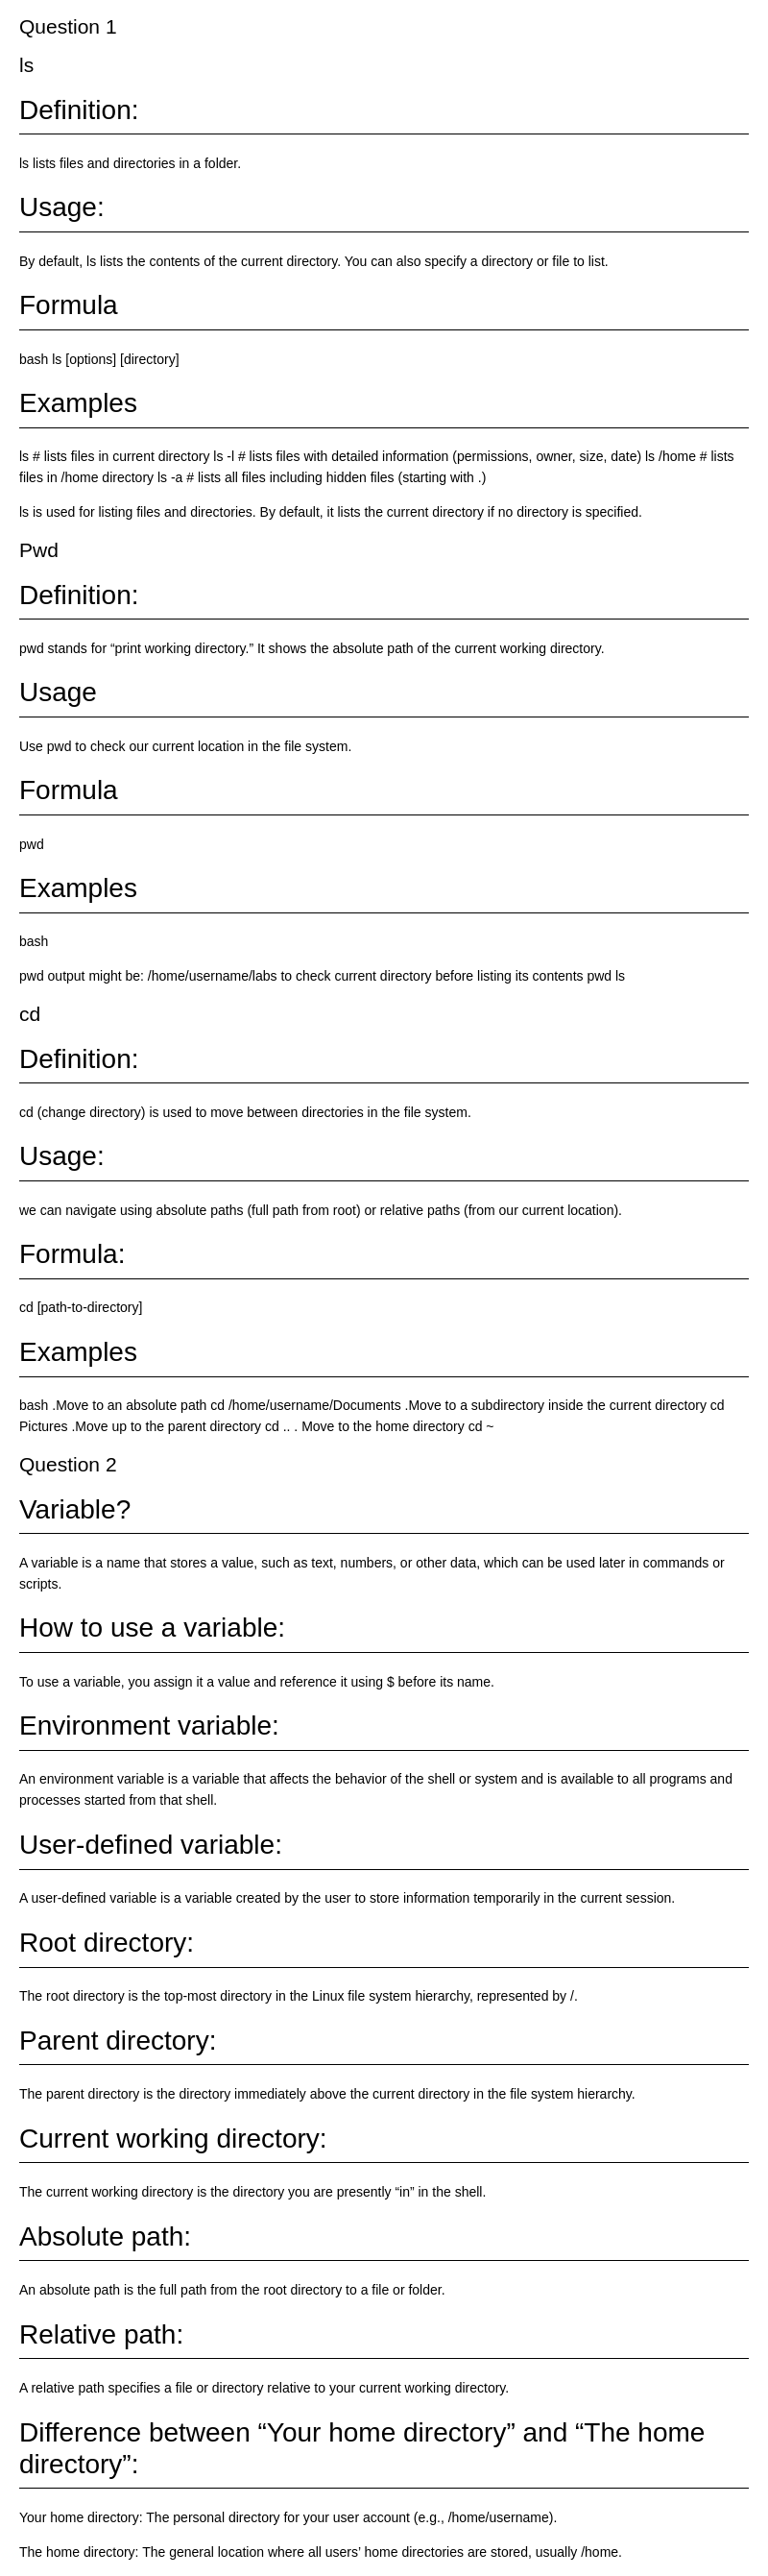 Question 1
ls
Definition:
ls lists files and directories in a folder.
Usage:
By default, ls lists the contents of the current directory. You can also specify a directory or file to list.
Formula
bash ls [options] [directory]
Examples
ls # lists files in current directory ls -l # lists files with detailed information (permissions, owner, size, date) ls /home # lists
files in /home directory ls -a # lists all files including hidden files (starting with .)
ls is used for listing files and directories. By default, it lists the current directory if no directory is specified.
Pwd
Definition:
pwd stands for “print working directory.” It shows the absolute path of the current working directory.
Usage
Use pwd to check our current location in the file system.
Formula
pwd
Examples
bash
pwd output might be: /home/username/labs to check current directory before listing its contents pwd ls
cd
Definition:
cd (change directory) is used to move between directories in the file system.
Usage:
we can navigate using absolute paths (full path from root) or relative paths (from our current location).
Formula:
cd [path-to-directory]
Examples
bash .Move to an absolute path cd /home/username/Documents .Move to a subdirectory inside the current directory cd
Pictures .Move up to the parent directory cd .. . Move to the home directory cd ~
Question 2
Variable?
A variable is a name that stores a value, such as text, numbers, or other data, which can be used later in commands or
scripts.
How to use a variable:
To use a variable, you assign it a value and reference it using $ before its name.
Environment variable:
An environment variable is a variable that affects the behavior of the shell or system and is available to all programs and
processes started from that shell.
User-defined variable:
A user-defined variable is a variable created by the user to store information temporarily in the current session.
Root directory:
The root directory is the top-most directory in the Linux file system hierarchy, represented by /.
Parent directory:
The parent directory is the directory immediately above the current directory in the file system hierarchy.
Current working directory:
The current working directory is the directory you are presently “in” in the shell.
Absolute path:
An absolute path is the full path from the root directory to a file or folder.
Relative path:
A relative path specifies a file or directory relative to your current working directory.
Difference between “Your home directory” and “The home
directory”:
Your home directory: The personal directory for your user account (e.g., /home/username).
The home directory: The general location where all users’ home directories are stored, usually /home.